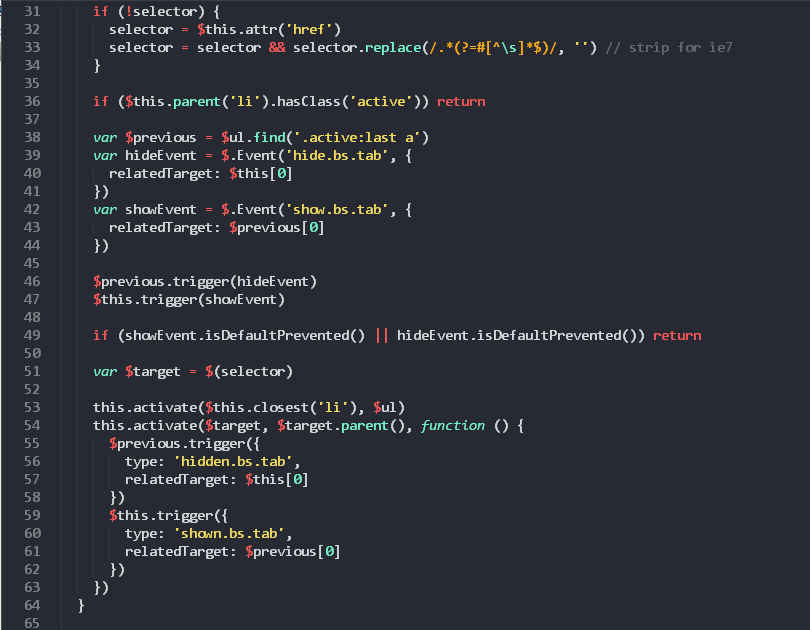 31 if (!selector) {
32 selector = $this.attr('href')
33 selector = selector && selector.replace(/.*(?=#[^\s]*$)/, '') // strip for ie7
34 }
35
36 if ($this.parent('li').hasClass('active')) return
37
38 var $previous = $ul.find('.active:last a')
39 var hideEvent = $.Event('hide.bs.tab', {
40 relatedTarget: $this[0]
41 })
42 var showEvent = $.Event('show.bs.tab', {
43 relatedTarget: $previous[0]
44 })
45
46 $previous.trigger(hideEvent)
47 $this.trigger(showEvent)
48
49 if (showEvent.isDefaultPrevented() || hideEvent.isDefaultPrevented()) return
50
51 var $target = $(selector)
52
53 this.activate($this.closest('li'), $ul)
54 this.activate($target, $target.parent(), function () {
55 $previous.trigger({
56 type: 'hidden.bs.tab',
57 relatedTarget: $this[0]
58 })
59 $this.trigger({
60 type: 'shown.bs.tab',
61 relatedTarget: $previous[0]
62 })
63 })
64 }
65